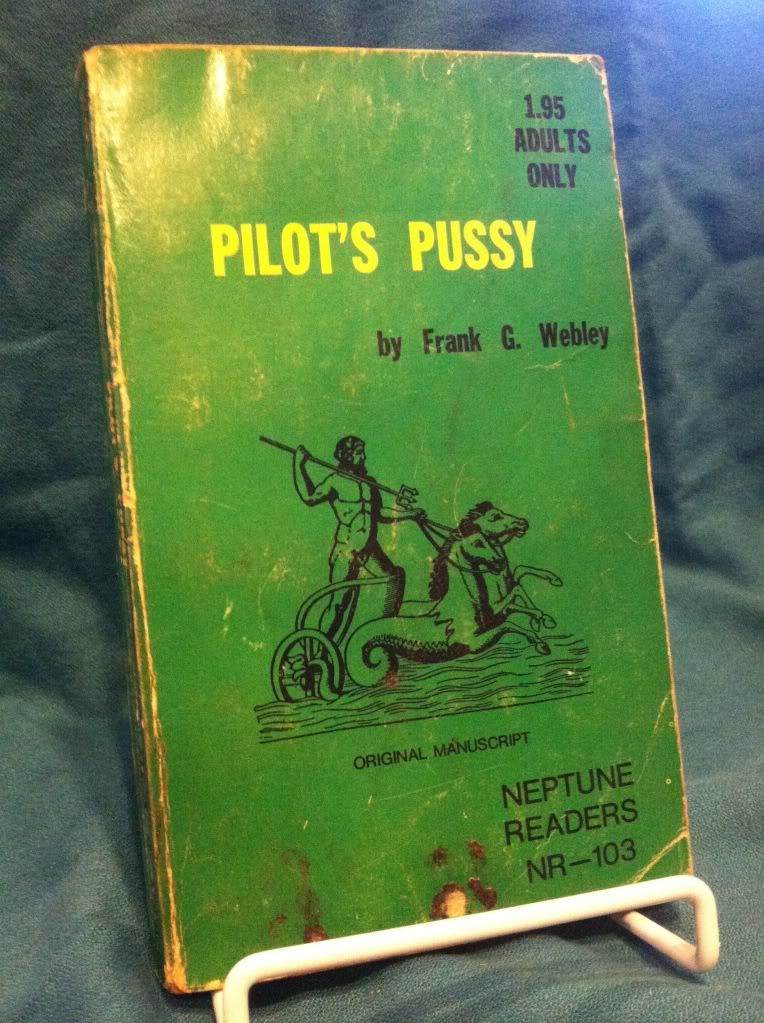 1.95
ADULTS
ONLY
PILOT'S PUSSY
by Frank G. Webley
ORIGINAL MANUSCRIPT
NEPTUNE
READERS
NR-103